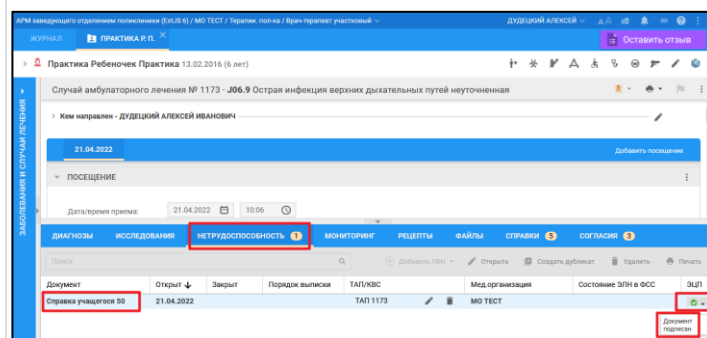 АРМ заведующего отделением поликлиники (ExtJS 6) / МО ТЕСТ / Терапии. пол-ка / Врач-терапевт участковый
ДУДЕЦКИЙ АЛЕКСЕЙ
ЖУРНАЛ
ПРАКТИКА Р. П.
Оставить отзыв
Практика Ребеночек Практика 13.02.2016 (6 лет)
Случай амбулаторного лечения № 1173 - J06.9 Острая инфекция верхних дыхательных путей неуточненная
Кем направлен - ДУДЕЦКИЙ АЛЕКСЕЙ ИВАНОВИЧ
21.04.2022 Добавить посещение
ПОСЕЩЕНИЕ
Дата/время приема: 21.04.2022 10:06
ЗАБОЛЕВАНИЯ И СЛУЧАИ ЛЕЧЕНИЯ
ДИАГНОЗЫ ИССЛЕДОВАНИЯ НЕТРУДОСПОСОБНОСТЬ 1 МОНИТОРИНГ РЕЦЕПТЫ ФАЙЛЫ СПРАВКИ 5 СОГЛАСИЯ 3
Поиск Добавить ЛВН Открыть Создать дубликат Удалить Печать
Документ Открыт Закрыт Порядок выписки ТАП/КВС Мед.организация Состояние ЭЛН в ФСС ЭЦП
Справка учащегося 50 21.04.2022 ТАП 1173 МО ТЕСТ
Документ
подписан